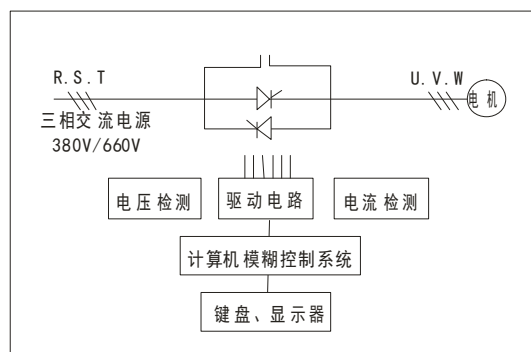 R.S.T
U.V.W
电机
三相交流电源
380V/660V
电压检测
驱动电路
电流检测
计算机模糊控制系统
键盘、显示器